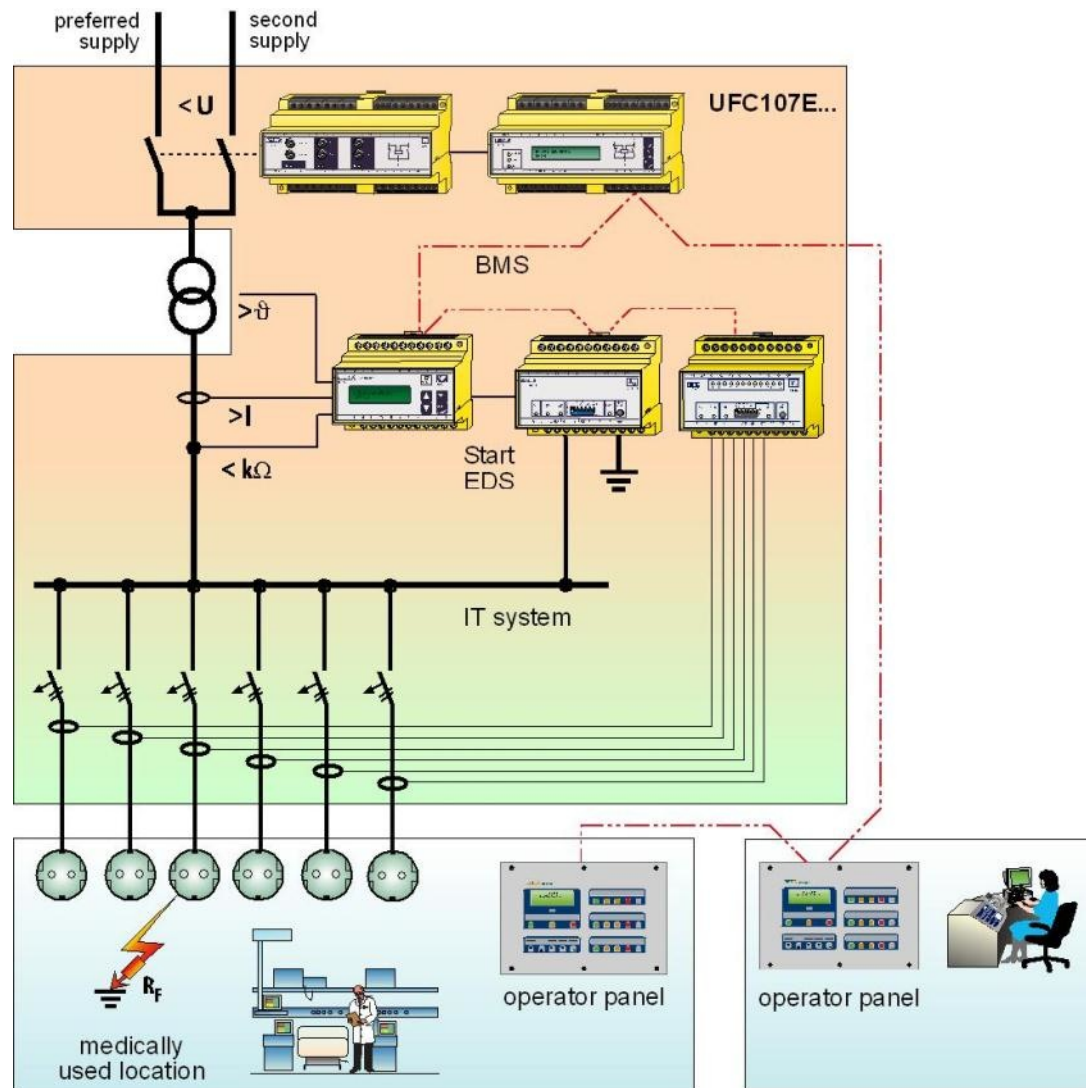 preferred
supply
second
supply
< U
UFC107E...
BMS
>ϑ
>I
< kΩ
Start
EDS
IT system
R_F
medically
used location
operator panel
operator panel